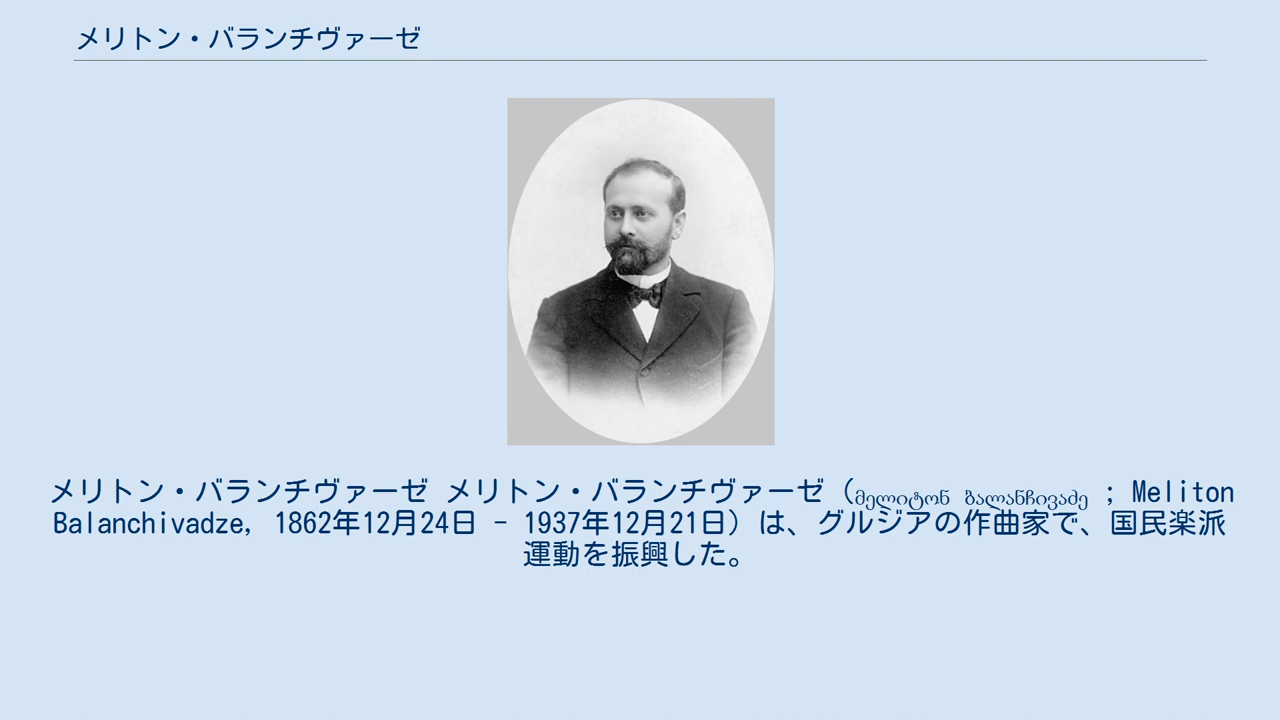 メリトン・バランチヴァーゼ
メリトン・バランチヴァーゼ メリトン・バランチヴァーゼ（მელიტონ ბალანჩივაძე ; Meliton
Balanchivadze, 1862年12月24日 – 1937年12月21日）は、グルジアの作曲家で、国民楽派
運動を振興した。